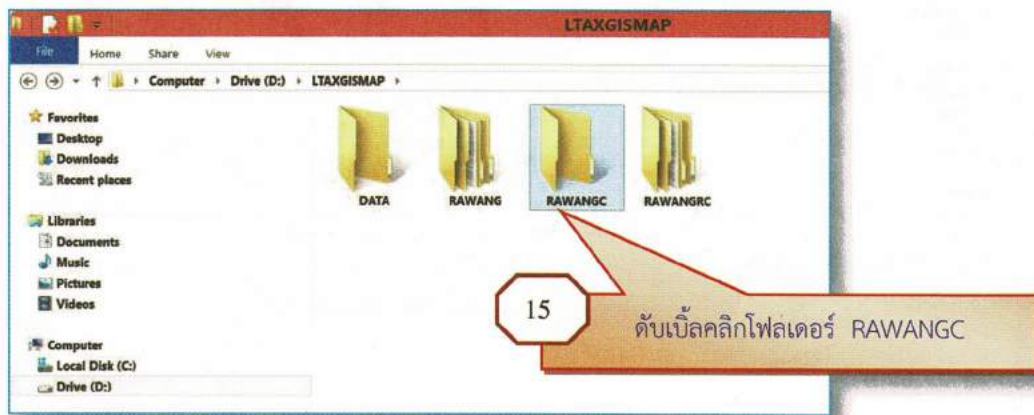 LTAXGISMAP
File Home Share View
Computer Drive (D:) LTAXGISMAP
Favorites
Desktop
Downloads
Recent places
Libraries
Documents
Music
Pictures
Videos
Computer
Local Disk (C:)
Drive (D:)
DATA RAWANG RAWANGC RAWANGRC
15
ดับเบิ้ลคลิกโฟลเดอร์ RAWANGC